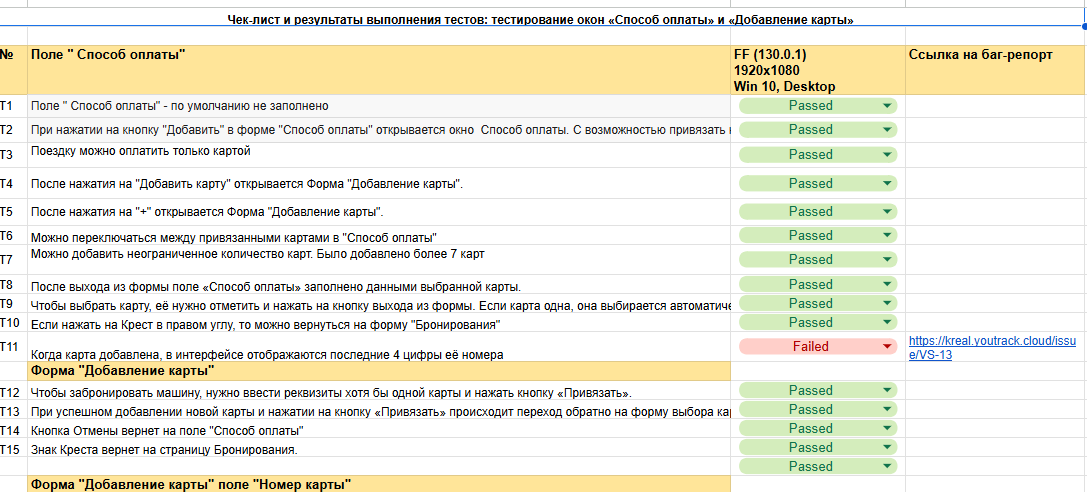 Чек-лист и результаты выполнения тестов: тестирование окон «Способ оплаты» и «Добавление карты»
№ Поле " Способ оплаты" FF (130.0.1) Ссылка на баг-репорт
1920x1080
Win 10, Desktop
T1 Поле " Способ оплаты" - по умолчанию не заполнено Passed
T2 При нажатии на кнопку "Добавить" в форме "Способ оплаты" открывается окно Способ оплаты. С возможностью привязать Passed
T3 Поездку можно оплатить только картой Passed
T4 После нажатия на "Добавить карту" открывается Форма "Добавление карты". Passed
T5 После нажатия на "+" открывается Форма "Добавление карты". Passed
T6 Можно переключаться между привязанными картами в "Способ оплаты" Passed
T7 Можно добавить неограниченное количество карт. Было добавлено более 7 карт Passed
T8 После выхода из формы поле «Способ оплаты» заполнено данными выбранной карты. Passed
T9 Чтобы выбрать карту, её нужно отметить и нажать на кнопку выхода из формы. Если карта одна, она выбирается автоматиче Passed
T10 Если нажать на Крест в правом углу, то можно вернуться на форму "Бронирования" Passed
T11 Когда карта добавлена, в интерфейсе отображаются последние 4 цифры её номера Failed https://kreal.youtrack.cloud/issu
e/VS-13
Форма "Добавление карты"
T12 Чтобы забронировать машину, нужно ввести реквизиты хотя бы одной карты и нажать кнопку «Привязать». Passed
T13 При успешном добавлении новой карты и нажатии на кнопку «Привязать» происходит переход обратно на форму выбора кар Passed
T14 Кнопка Отмены вернет на поле "Способ оплаты" Passed
T15 Знак Креста вернет на страницу Бронирования. Passed
Passed
Форма "Добавление карты" поле "Номер карты"